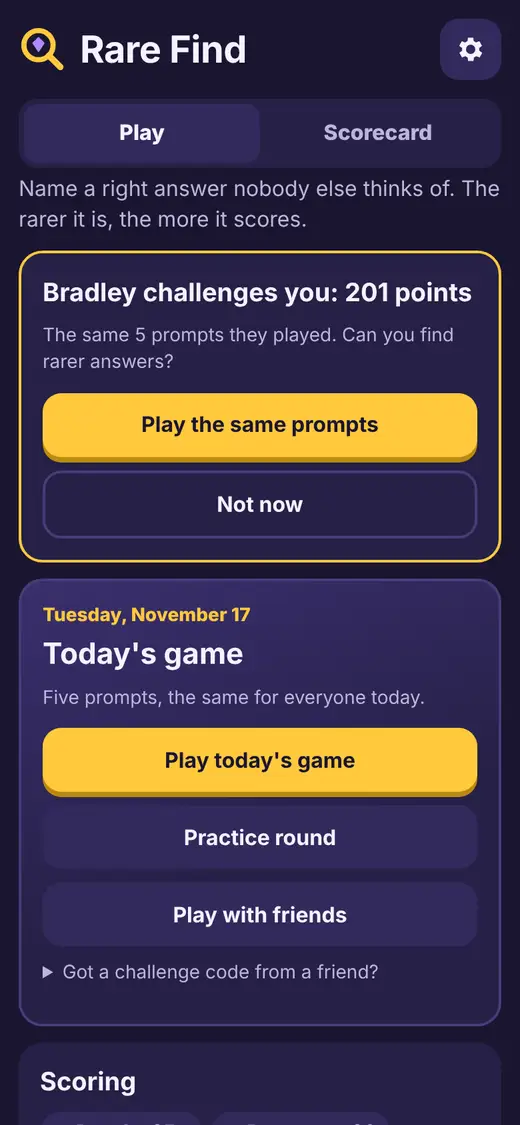 Rare Find
Play
Scorecard
Name a right answer nobody else thinks of. The
rarer it is, the more it scores.
Bradley challenges you: 201 points
The same 5 prompts they played. Can you find
rarer answers?
Play the same prompts
Not now
Tuesday, November 17
Today's game
Five prompts, the same for everyone today.
Play today's game
Practice round
Play with friends
Got a challenge code from a friend?
Scoring